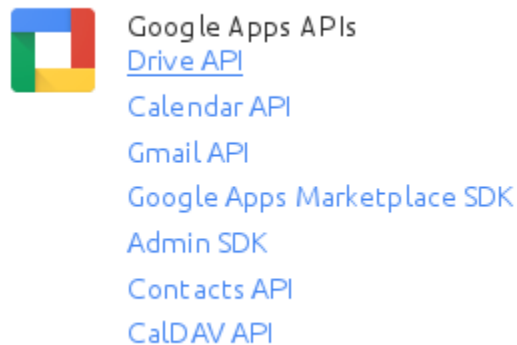 Google Apps APIs
Drive API
Calendar API
Gmail API
Google Apps Marketplace SDK
Admin SDK
Contacts API
CalDAV API